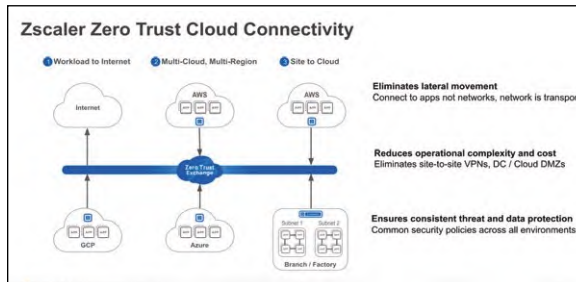 Zscaler Zero Trust Cloud Connectivity
1 Workload to Internet
2 Multi-Cloud, Multi-Region
3 Site to Cloud
Internet
AWS
AWS
Zero Trust
Exchange
GCP
Azure
Subnet 1 Subnet 2
Branch / Factory
Eliminates lateral movement
Connect to apps not networks, network is transpor
Reduces operational complexity and cost
Eliminates site-to-site VPNs, DC / Cloud DMZs
Ensures consistent threat and data protection
Common security policies across all environments